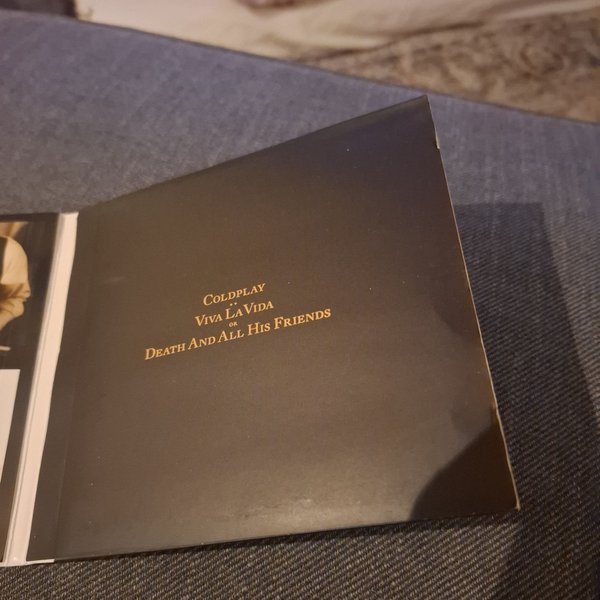 COLDPLAY
VIVA LA VIDA
OR
DEATH AND ALL HIS FRIENDS